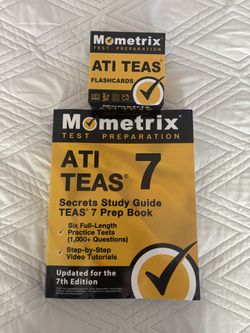 Mometrix
TEST PREPARATION
ATI TEAS®
FLASHCARDS
Mometrix®
TEST PREPARATION
ATI
TEAS® 7
Secrets Study Guide
TEAS® 7 Prep Book
Six Full-Length
Practice Tests
(1,000+ Questions)
Step-by-Step
Video Tutorials
Updated for the
7th Edition